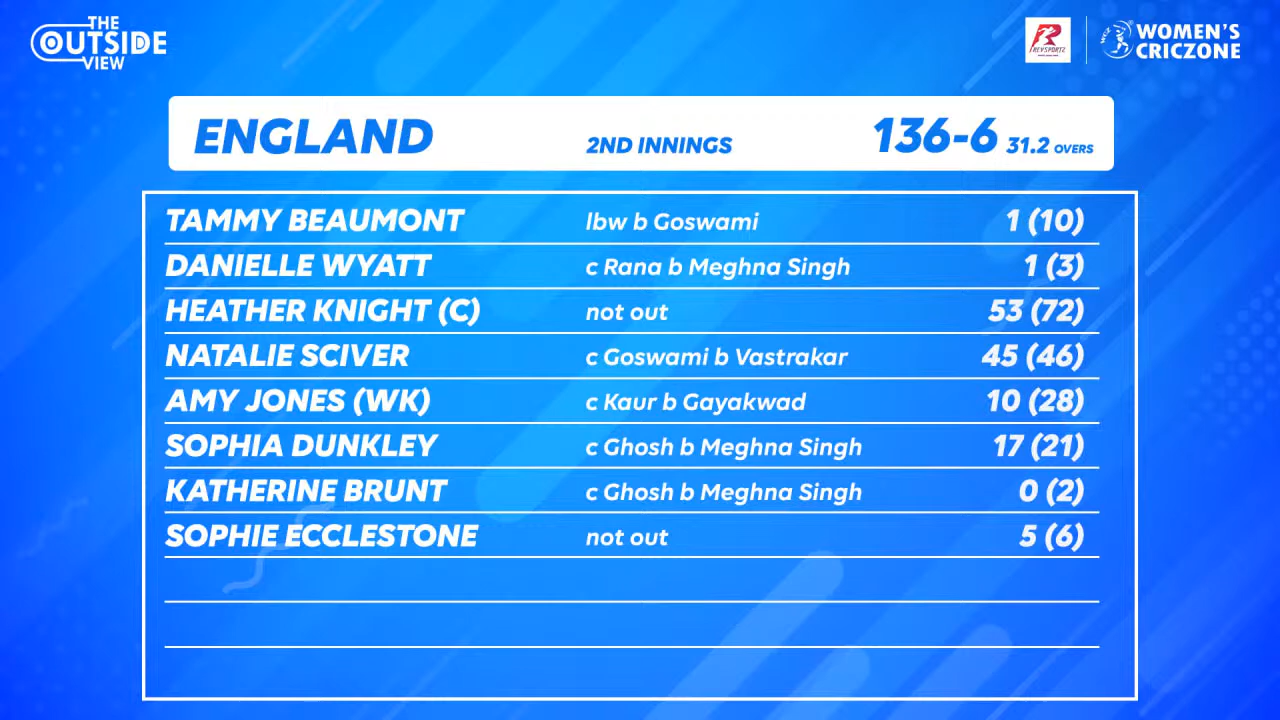 THE
OUTSIDE
VIEW
REVSPORTZ
WOMEN'S
CRICZONE
ENGLAND 2ND INNINGS 136-6 31.2 OVERS
TAMMY BEAUMONT lbw b Goswami 1 (10)
DANIELLE WYATT c Rana b Meghna Singh 1 (3)
HEATHER KNIGHT (C) not out 53 (72)
NATALIE SCIVER c Goswami b Vastrakar 45 (46)
AMY JONES (WK) c Kaur b Gayakwad 10 (28)
SOPHIA DUNKLEY c Ghosh b Meghna Singh 17 (21)
KATHERINE BRUNT c Ghosh b Meghna Singh 0 (2)
SOPHIE ECCLESTONE not out 5 (6)